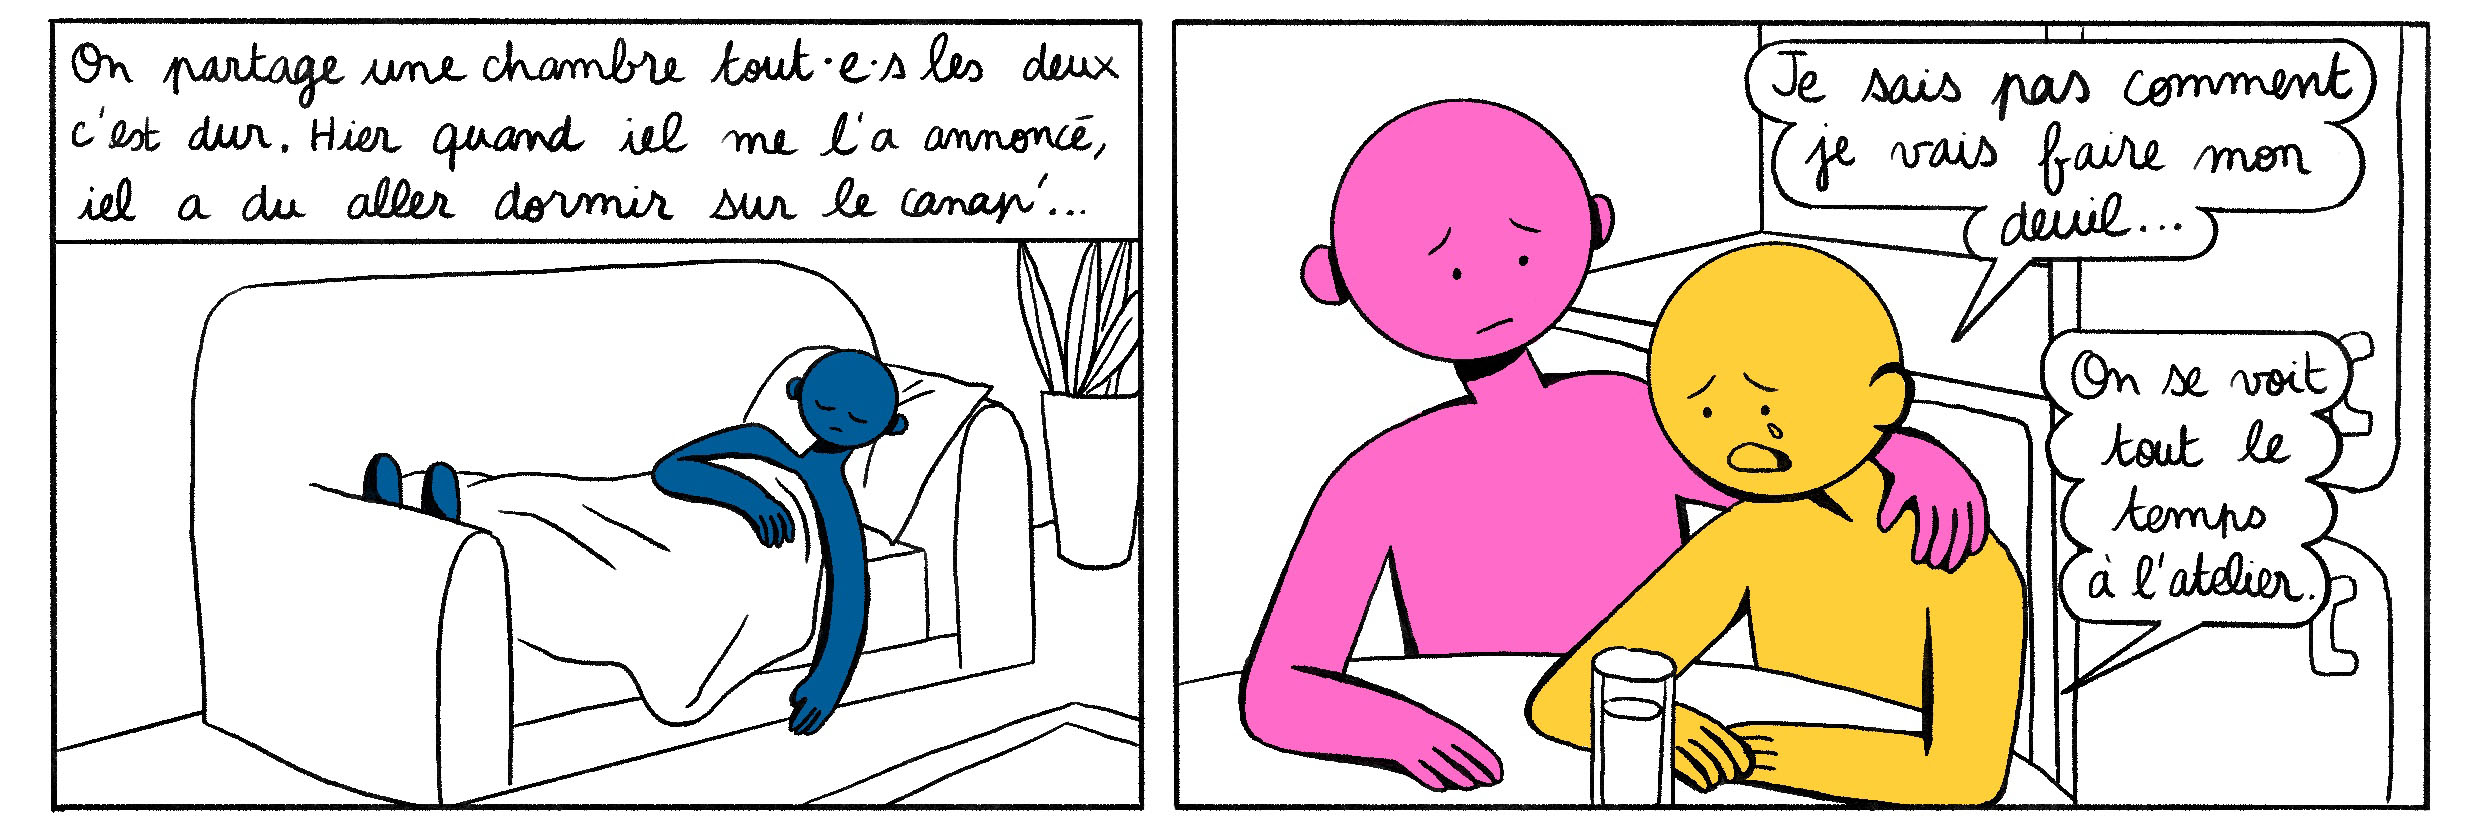 On partage une chambre tout·e·s les deux
c'est dur. Hier quand iel me l'a annoncé,
iel a du aller dormir sur le canap'...
Je sais pas comment
je vais faire mon
deuil...
On se voit
tout le
temps
à l'atelier.